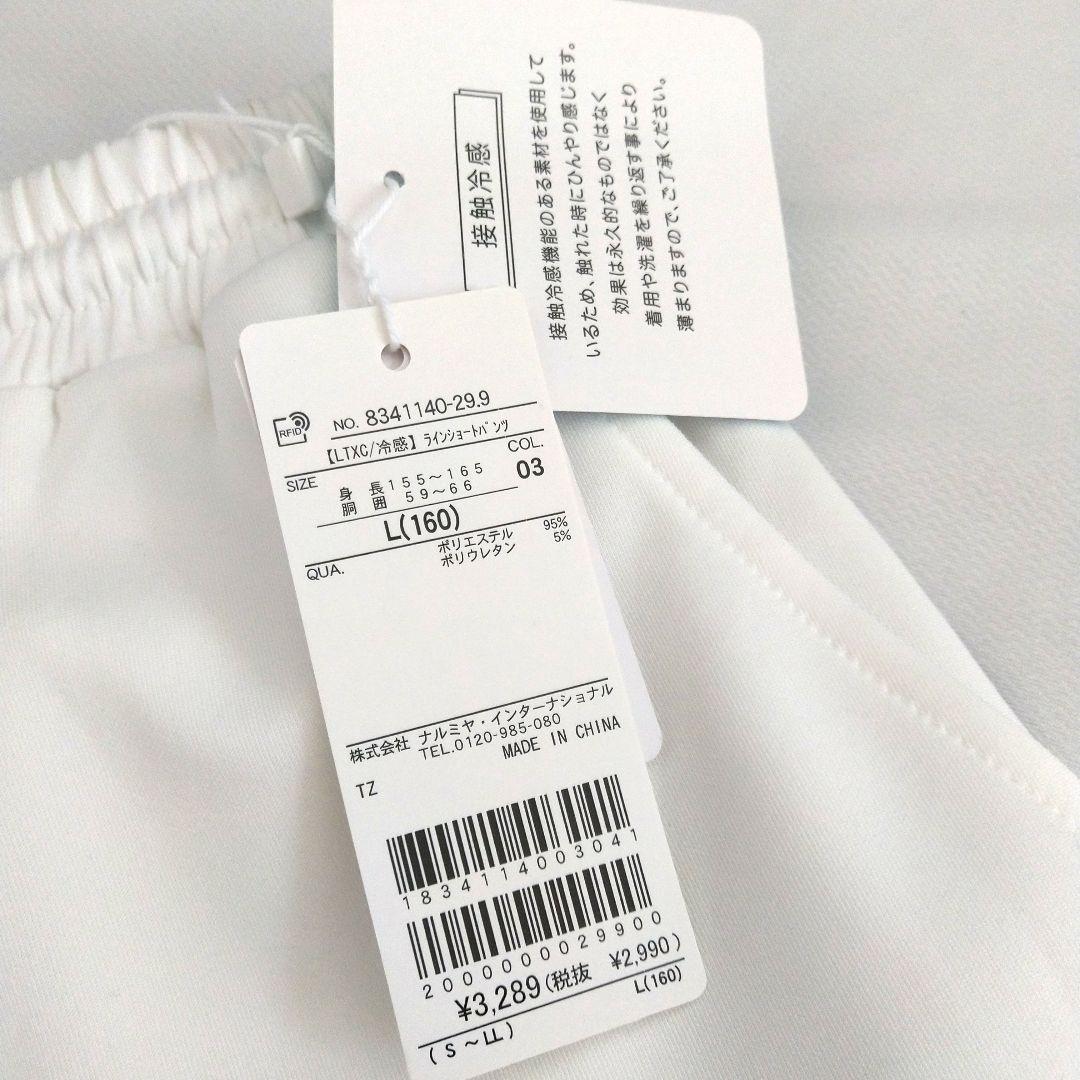 接触冷感
接触冷感機能のある素材を使用して
いるため、触れた時にひんやり感じます。
効果は永久的なものではなく
着用や洗濯を繰り返す事により
薄まりますので、ご了承ください。
RFID
NO. 8341140-29.9
【LTXC/冷感】ラインショートパンツ
SIZE
COL.
身 長 155～165
胴 囲 59～66
03
L(160)
QUA.
ポリエステル 95%
ポリウレタン 5%
株式会社 ナルミヤ・インターナショナル
TEL.0120-985-080
MADE IN CHINA
TZ
1834114003041
2000000029900
¥3,289(税抜 ¥2,990)
L(160)
(S～LL)